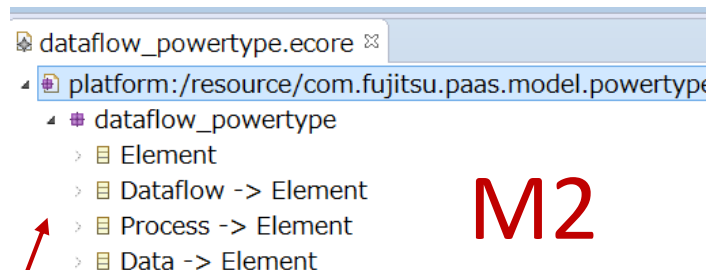 dataflow_powertype.ecore
platform:/resource/com.fujitsu.paas.model.powertype
dataflow_powertype
Element
Dataflow -> Element
Process -> Element
Data -> Element
M2